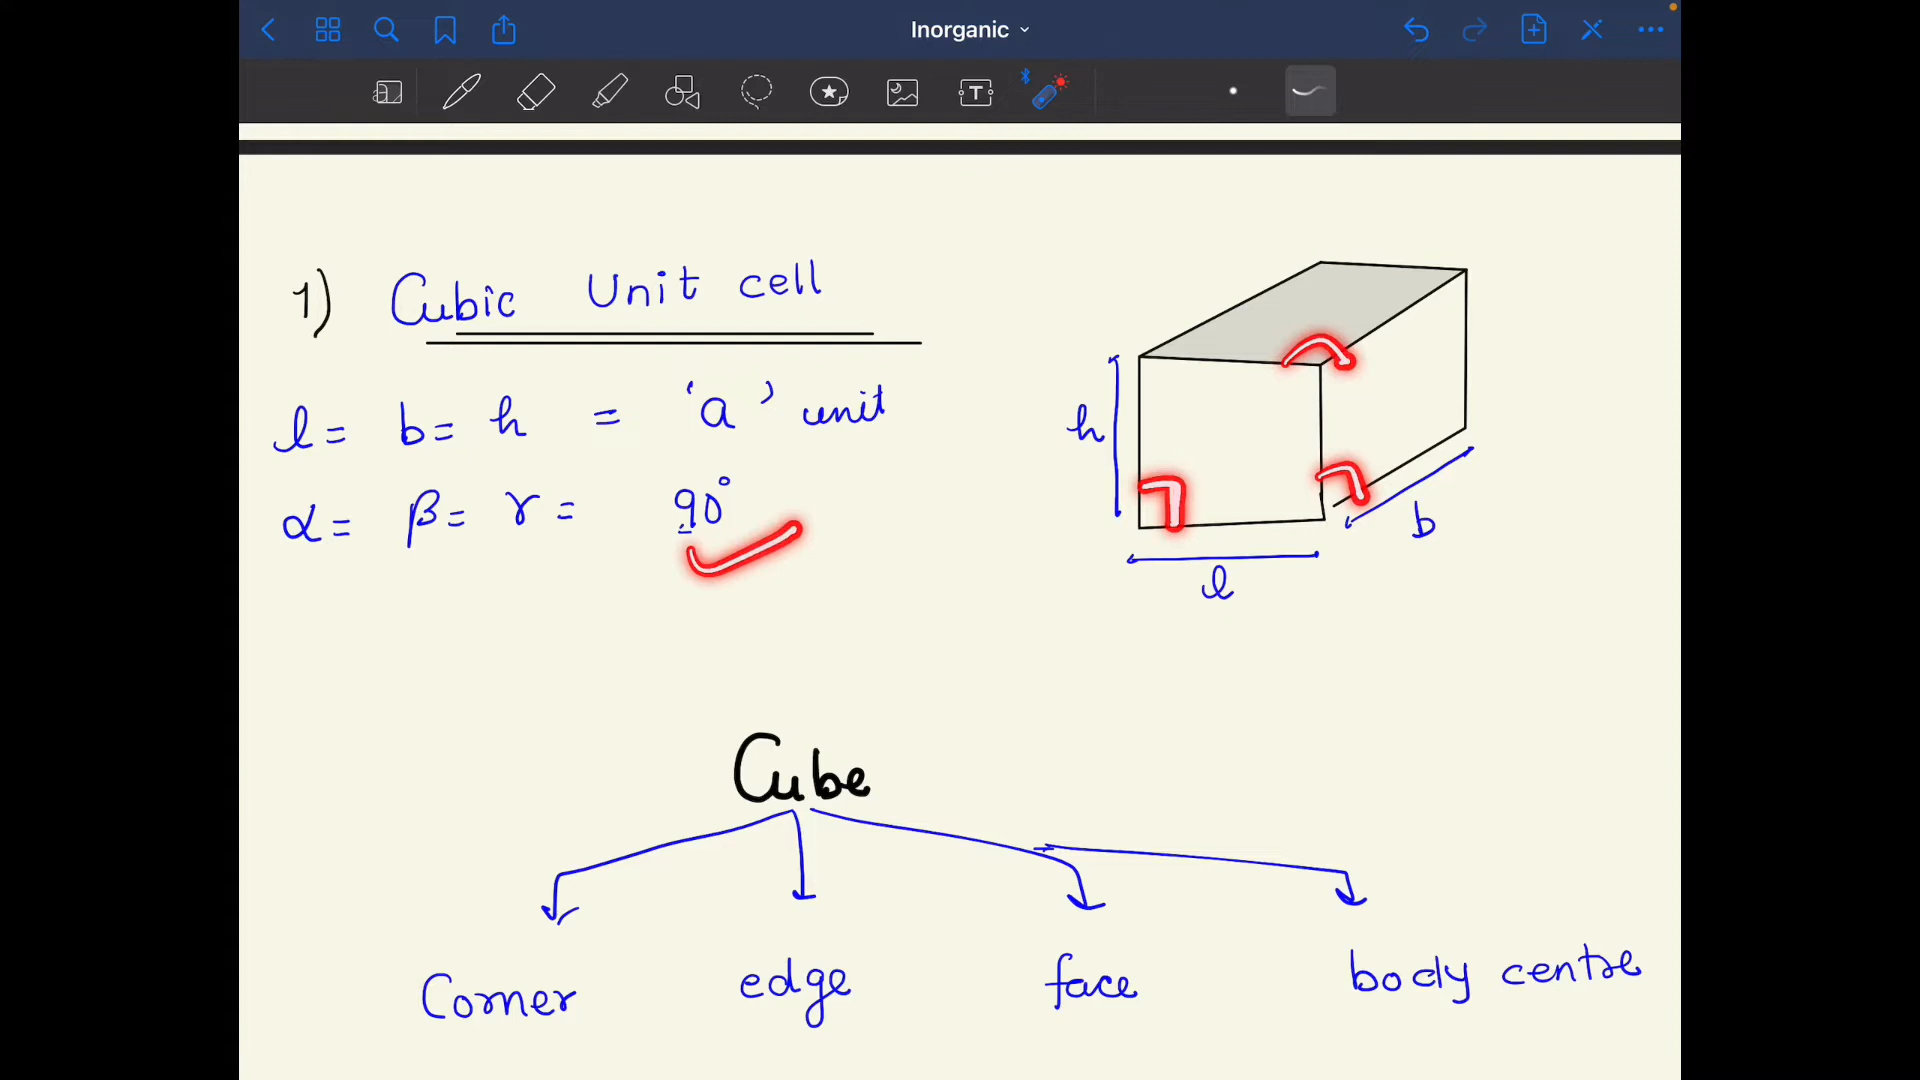 Inorganic
1) Cubic Unit cell
l = b = h = 'a' unit
α = β = γ = 90°
h
b
l
Cube
Corner edge face body centre